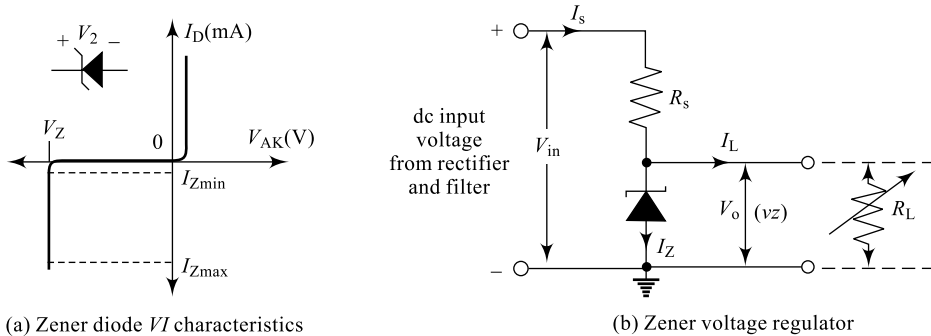 + V₂ −
I_D(mA)
V_Z
0
V_AK(V)
I_Zmin
I_Zmax
(a) Zener diode VI characteristics
+
I_s
R_s
dc input
voltage
from rectifier
and filter
V_in
I_L
V_o (vz)
R_L
I_Z
−
(b) Zener voltage regulator